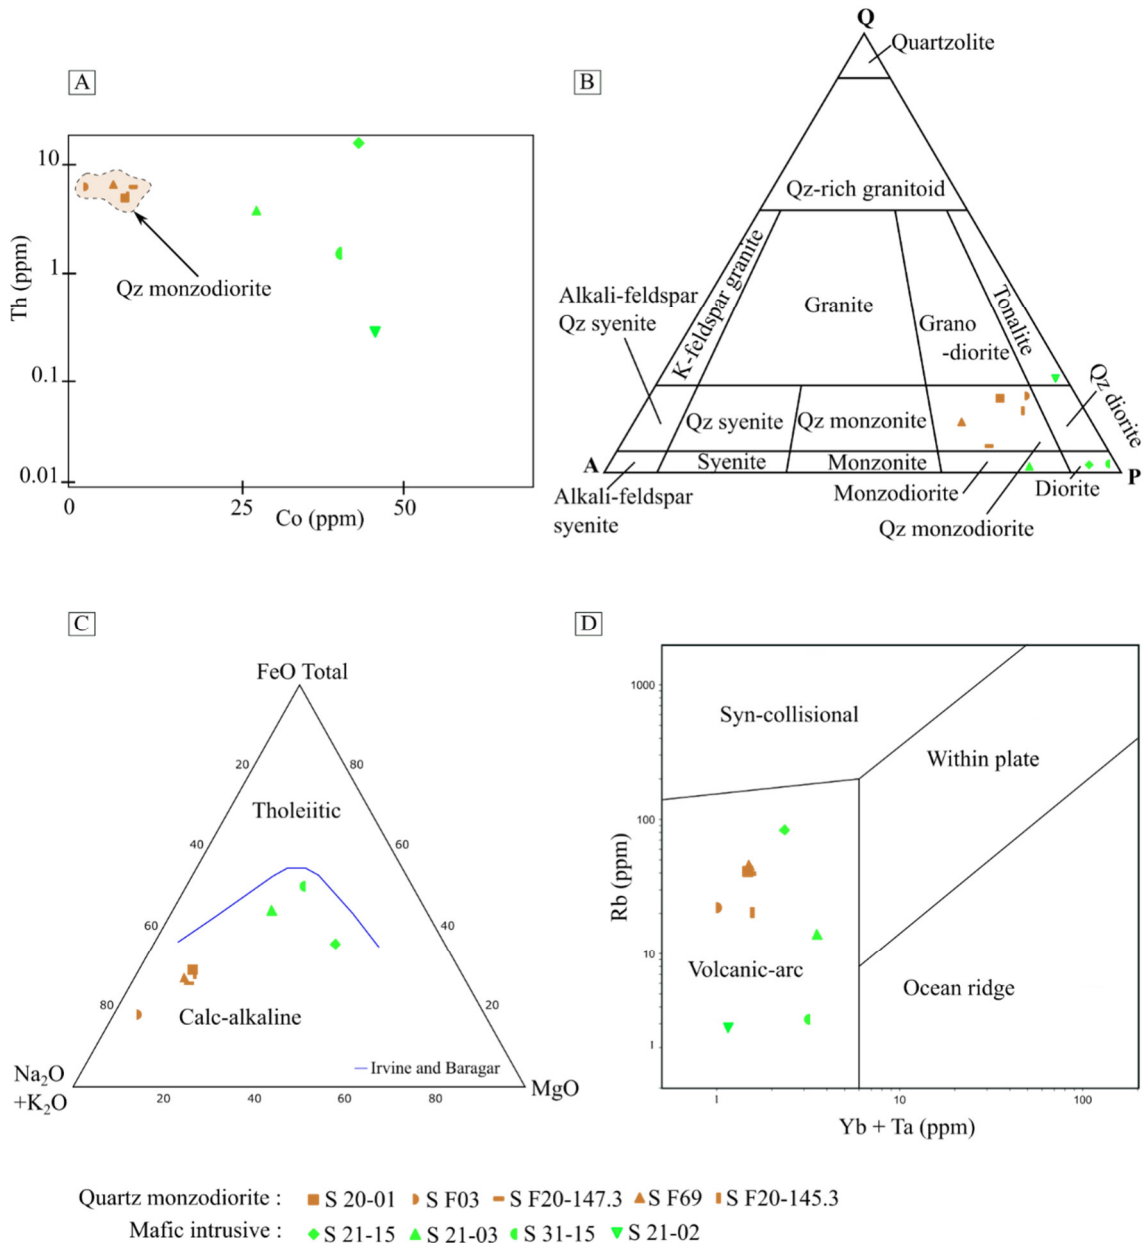 A
10
1
0.1
0.01
Th (ppm)
0
25
50
Co (ppm)
Qz monzodiorite
B
Q
Quartzolite
Qz-rich granitoid
K-feldspar granite
Granite
Grano
-diorite
Tonalite
Alkali-feldspar
Qz syenite
Qz syenite
Qz monzonite
Qz diorite
A
Syenite
Monzonite
P
Alkali-feldspar
syenite
Monzodiorite
Diorite
Qz monzodiorite
C
FeO Total
20
80
Tholeiitic
40
60
60
40
80
20
Calc-alkaline
Irvine and Baragar
Na₂O
+K₂O
MgO
20
40
60
80
D
1000
100
10
1
Rb (ppm)
Syn-collisional
Within plate
Volcanic-arc
Ocean ridge
1
10
100
Yb + Ta (ppm)
Quartz monzodiorite : S 20-01 S F03 S F20-147.3 S F69 S F20-145.3
Mafic intrusive : S 21-15 S 21-03 S 31-15 S 21-02